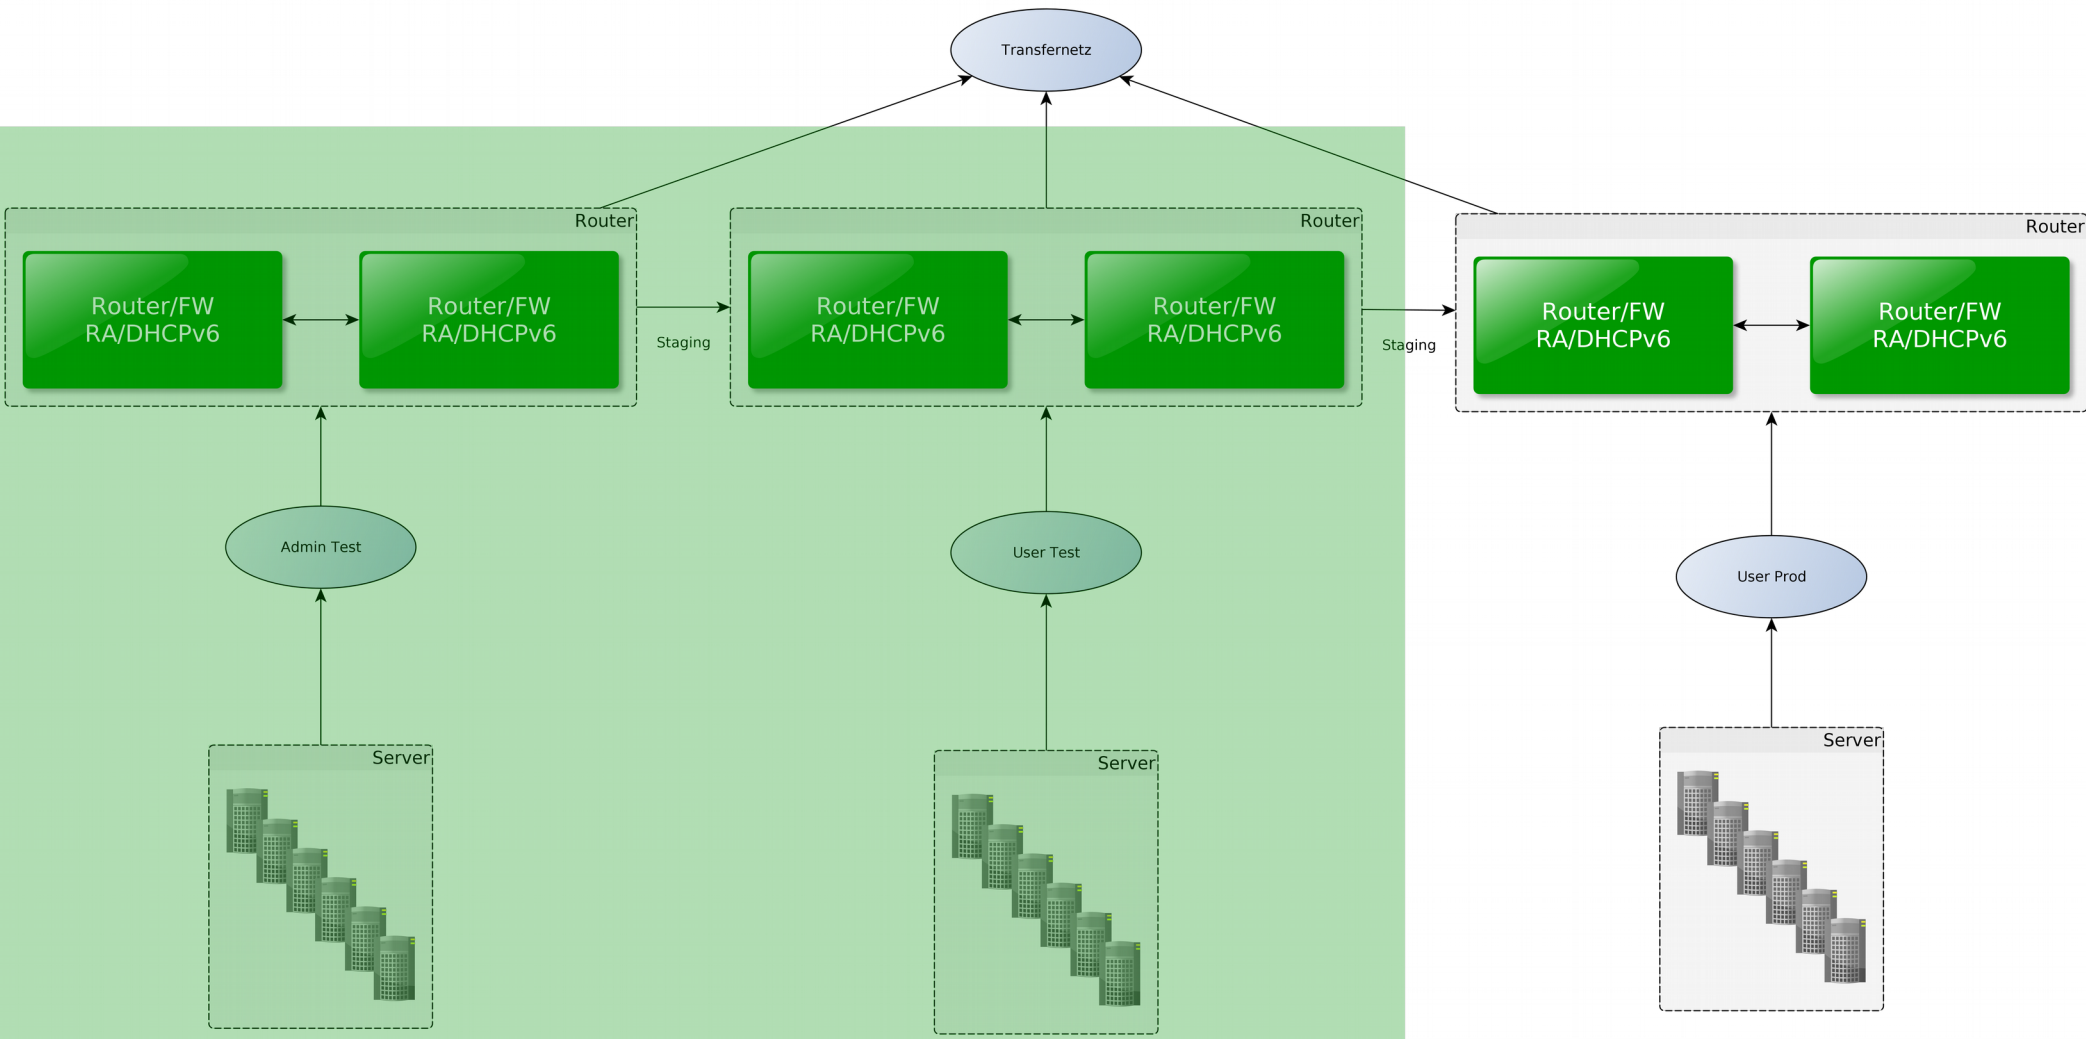 Transfernetz
Router
Router/FW
RA/DHCPv6
Router/FW
RA/DHCPv6
Staging
Router
Router/FW
RA/DHCPv6
Router/FW
RA/DHCPv6
Staging
Router
Router/FW
RA/DHCPv6
Router/FW
RA/DHCPv6
Admin Test
User Test
User Prod
Server
Server
Server